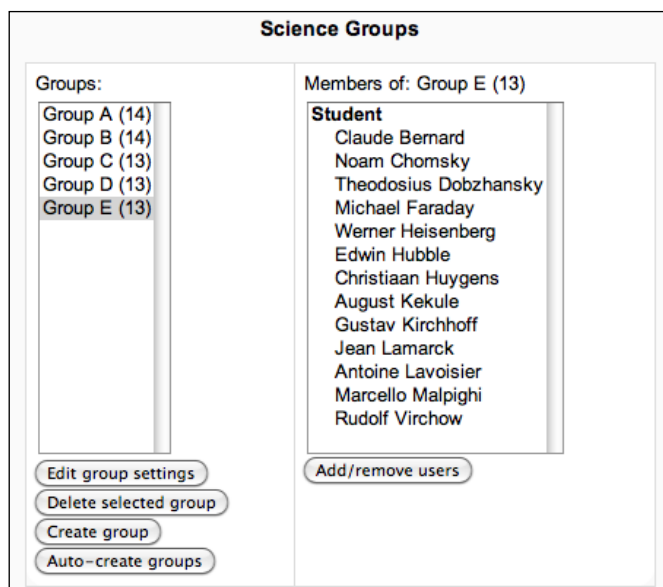 Science Groups
Groups:
Group A (14)
Group B (14)
Group C (13)
Group D (13)
Group E (13)
Edit group settings
Delete selected group
Create group
Auto-create groups
Members of: Group E (13)
Student
Claude Bernard
Noam Chomsky
Theodosius Dobzhansky
Michael Faraday
Werner Heisenberg
Edwin Hubble
Christiaan Huygens
August Kekule
Gustav Kirchhoff
Jean Lamarck
Antoine Lavoisier
Marcello Malpighi
Rudolf Virchow
Add/remove users